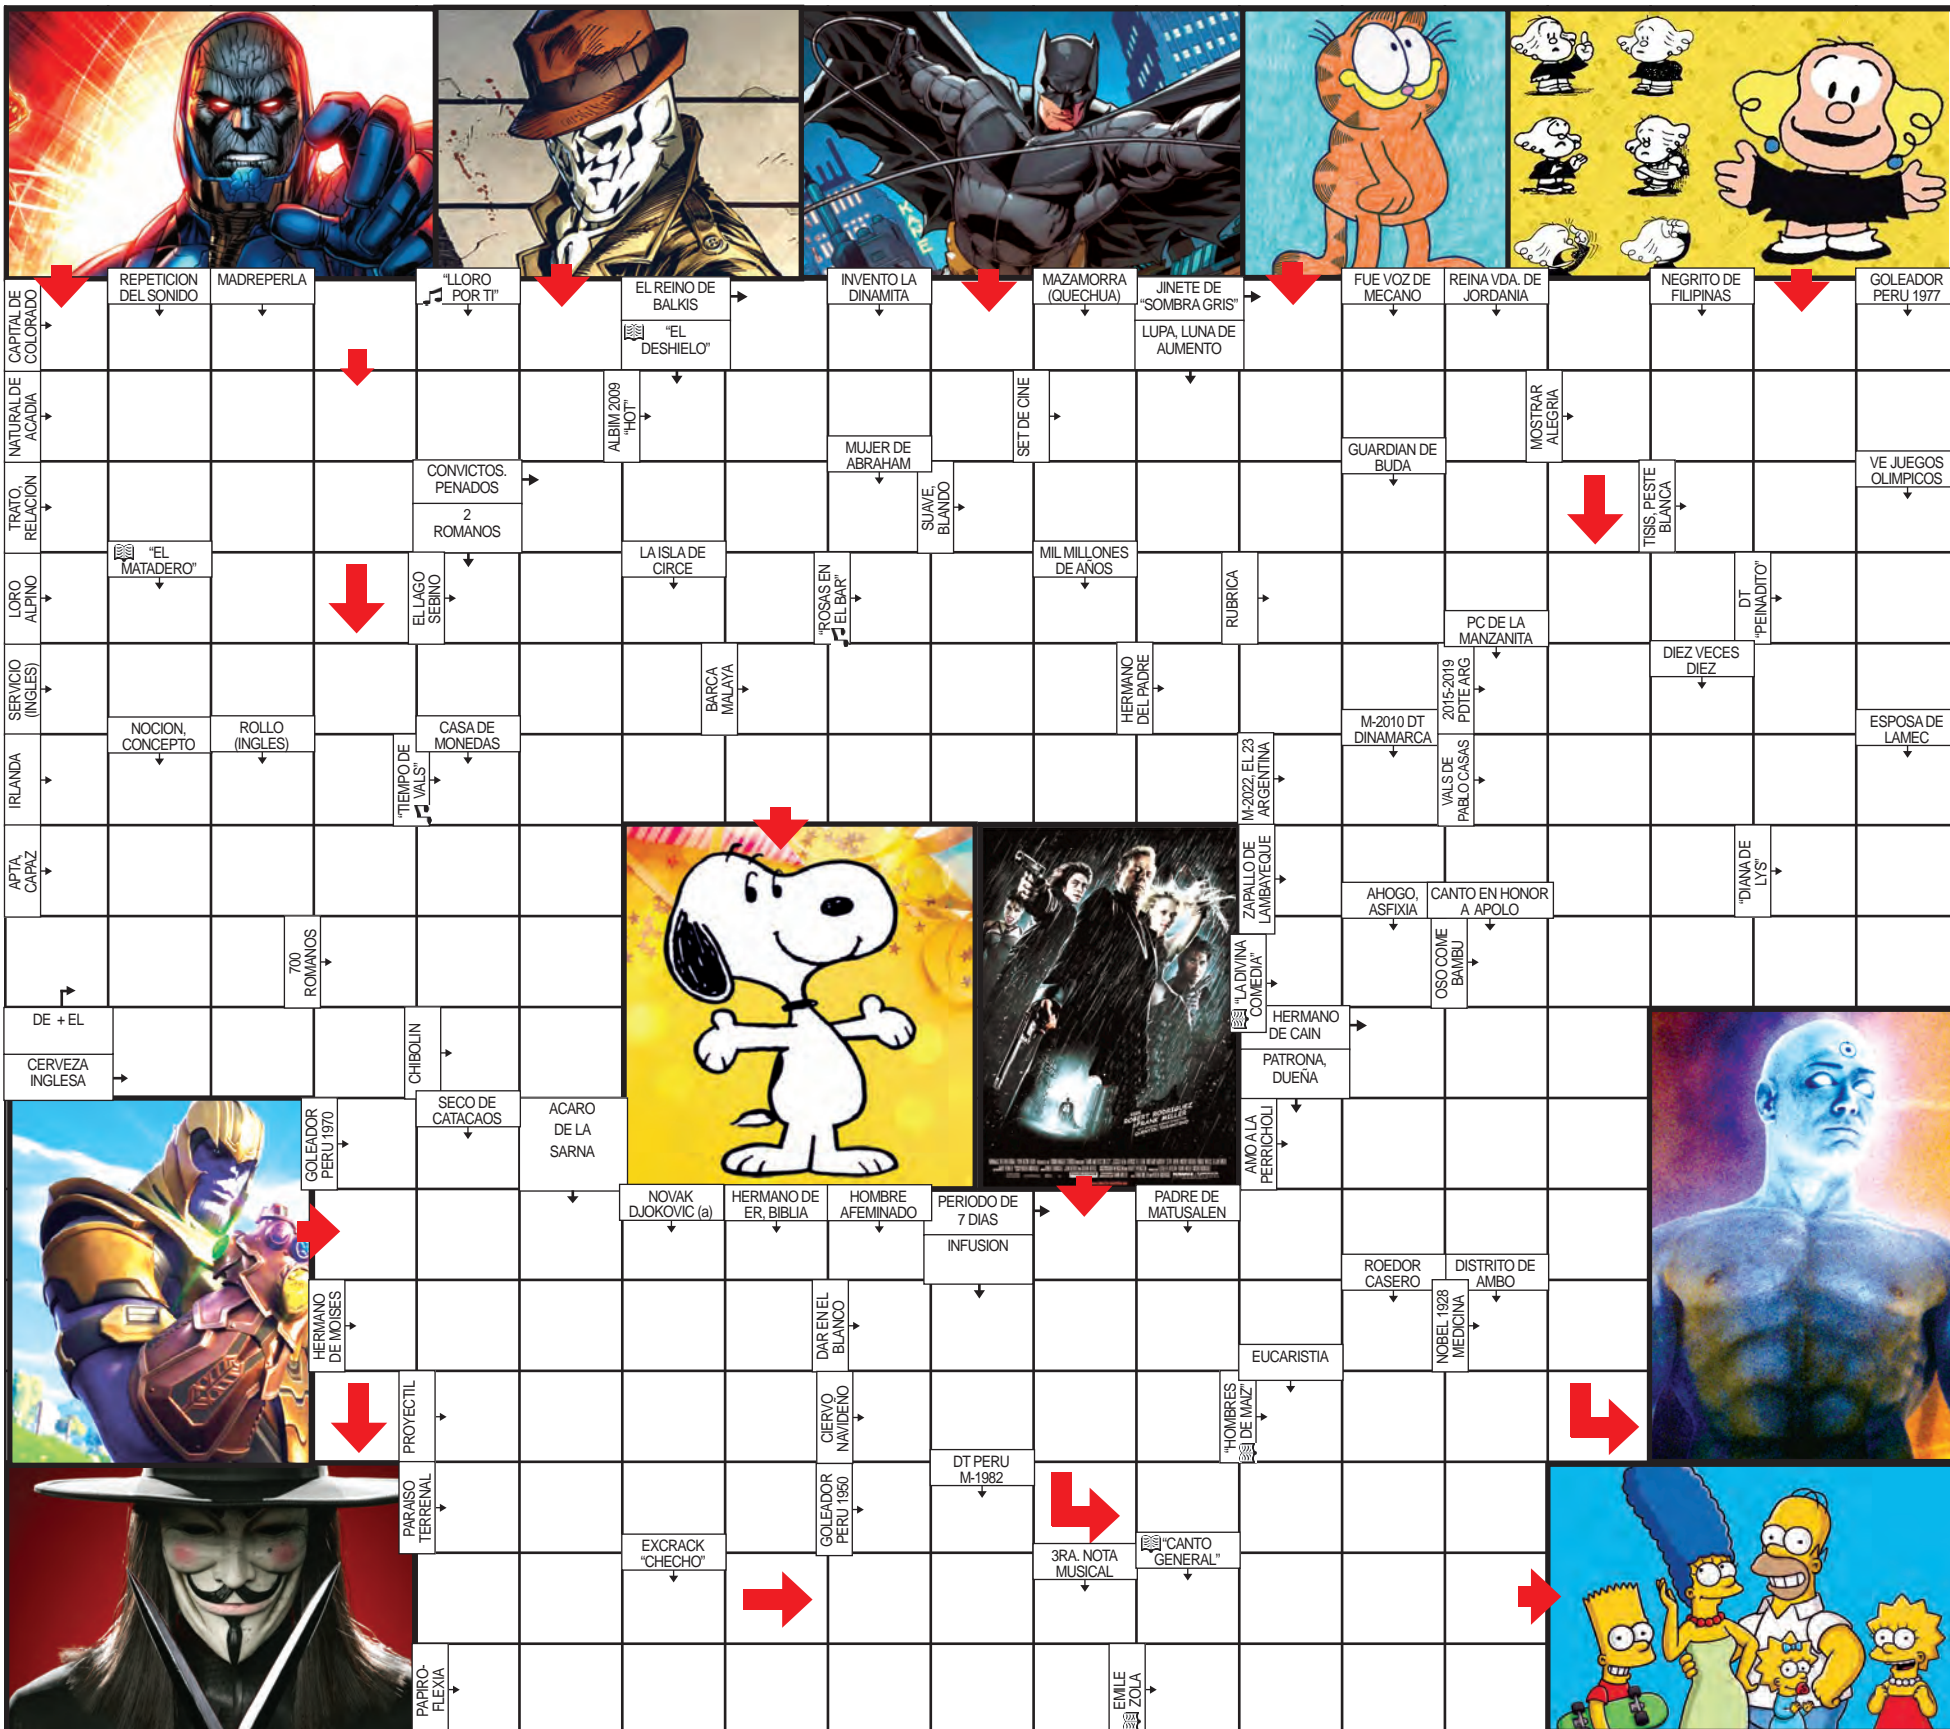 REPETICION
DEL SONIDO
MADREPERLA
"LLORO
POR TI"
EL REINO DE
BALKIS
"EL
DESHIELO"
INVENTO LA
DINAMITA
MAZAMORRA
(QUECHUA)
JINETE DE
"SOMBRA GRIS"
LUPA, LUNA DE
AUMENTO
FUE VOZ DE
MECANO
REINA VDA. DE
JORDANIA
NEGRITO DE
FILIPINAS
GOLEADOR
PERU 1977
CAPITAL DE
COLORADO
NATURAL DE
ACADIA
ALBIM 2009
"HOT"
SET DE CINE
MOSTRAR
ALEGRIA
MUJER DE
ABRAHAM
GUARDIAN DE
BUDA
TRATO,
RELACION
CONVICTOS.
PENADOS
2
ROMANOS
SUAVE,
BLANDO
TISIS, PESTE
BLANCA
VE JUEGOS
OLIMPICOS
"EL
MATADERO"
LA ISLA DE
CIRCE
MIL MILLONES
DE AÑOS
LORO
ALPINO
EL LAGO
SEBINO
"ROSAS EN
EL BAR"
RUBRICA
DT
"PEINADITO"
PC DE LA
MANZANITA
DIEZ VECES
DIEZ
SERVICIO
(INGLES)
BARCA
MALAYA
HERMANO
DEL PADRE
2015-2019
PDTE ARG
NOCION,
CONCEPTO
ROLLO
(INGLES)
CASA DE
MONEDAS
M-2010 DT
DINAMARCA
ESPOSA DE
LAMEC
IRLANDA
"TIEMPO DE
VALS"
M-2022, EL 23
ARGENTINA
VALS DE
PABLO CASAS
APTA,
CAPAZ
ZAPALLO DE
LAMBAYEQUE
"DIANA DE
LYS"
AHOGO,
ASFIXIA
CANTO EN HONOR
A APOLO
700
ROMANOS
"LA DIVINA
COMEDIA"
OSO COME
BAMBU
DE + EL
CERVEZA
INGLESA
CHIBOLIN
HERMANO
DE CAIN
PATRONA,
DUEÑA
GOLEADOR
PERU 1970
SECO DE
CATACAOS
ACARO
DE LA
SARNA
ROBERT RODRIGUEZ
FRANK MILLER
AMO A LA
PERRICHOLI
NOVAK
DJOKOVIC (a)
HERMANO DE
ER, BIBLIA
HOMBRE
AFEMINADO
PERIODO DE
7 DIAS
INFUSION
PADRE DE
MATUSALEN
ROEDOR
CASERO
DISTRITO DE
AMBO
HERMANO
DE MOISES
DAR EN EL
BLANCO
NOBEL 1928
MEDICINA
EUCARISTIA
PROYECTIL
CIERVO
NAVIDEÑO
"HOMBRES
DE MAIZ"
DT PERU
M-1982
PARAISO
TERRENAL
GOLEADOR
PERU 1950
EXCRACK
"CHECHO"
3RA. NOTA
MUSICAL
"CANTO
GENERAL"
PAPIRO-
FLEXIA
EMILE
ZOLA